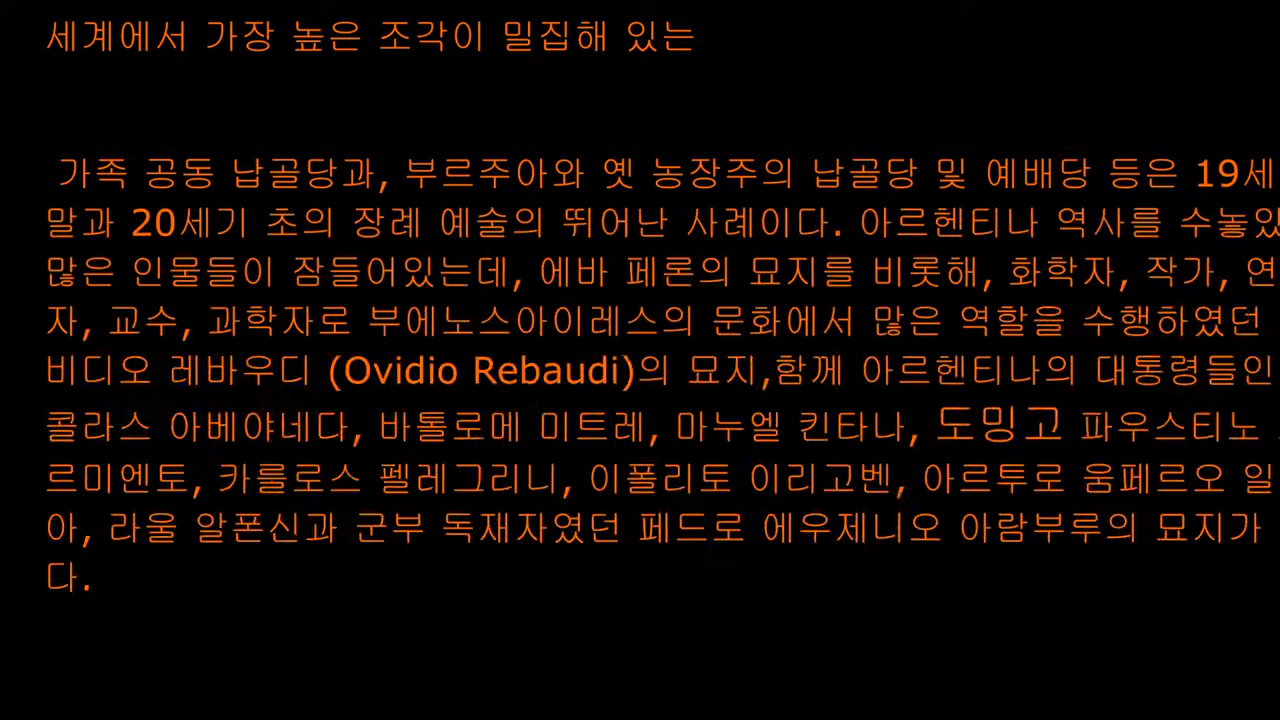 세계에서 가장 높은 조각이 밀집해 있는
가족 공동 납골당과, 부르주아와 옛 농장주의 납골당 및 예배당 등은 19세
말과 20세기 초의 장례 예술의 뛰어난 사례이다. 아르헨티나 역사를
많은 인물들이 잠들어있는데, 에바 페론의 묘지를 비롯해, 화학자, 작가, 연
자, 교수, 과학자로 부에노스아이레스의 문화에서 많은 역할을 수행하였던
비디오 레바우디 (Ovidio Rebaudi)의 묘지,함께 아르헨티나의 대통령들인
콜라스 아베야네다, 바톨로메 미트레, 마누엘 킨타나, 도밍고 파우스티노
르미엔토, 카룰로스 펠레그리니, 이폴리토 이리고벤, 아르투로 움페르오 일
아, 라울 알폰신과 군부 독재자였던 페드로 에우제니오 아람부루의 묘지가
다.